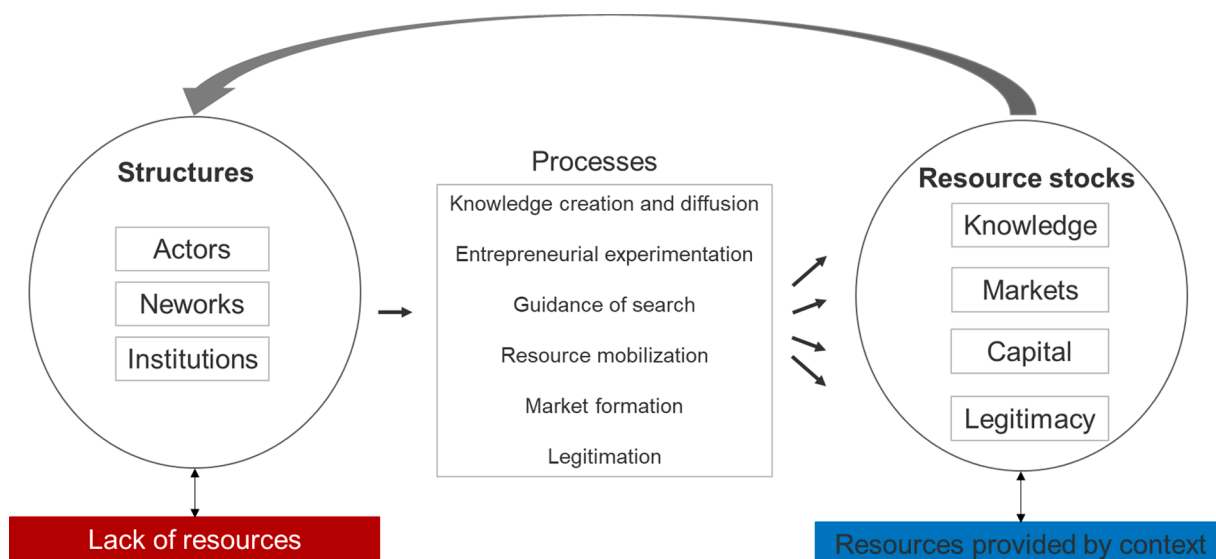 Structures
Actors
Neworks
Institutions
Lack of resources
Processes
Knowledge creation and diffusion
Entrepreneurial experimentation
Guidance of search
Resource mobilization
Market formation
Legitimation
Resource stocks
Knowledge
Markets
Capital
Legitimacy
Resources provided by context